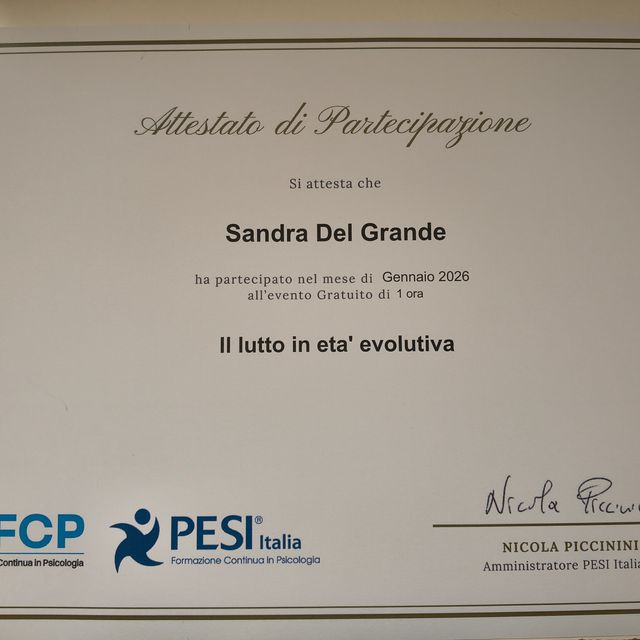 Attestato di Partecipazione
Si attesta che
Sandra Del Grande
ha partecipato nel mese di Gennaio 2026
all'evento Gratuito di 1 ora
Il lutto in eta' evolutiva
FCP
Continua in Psicologia
PESI® Italia
Formazione Continua in Psicologia
Nicola
NICOLA PICCININI
Amministratore PESI Italia